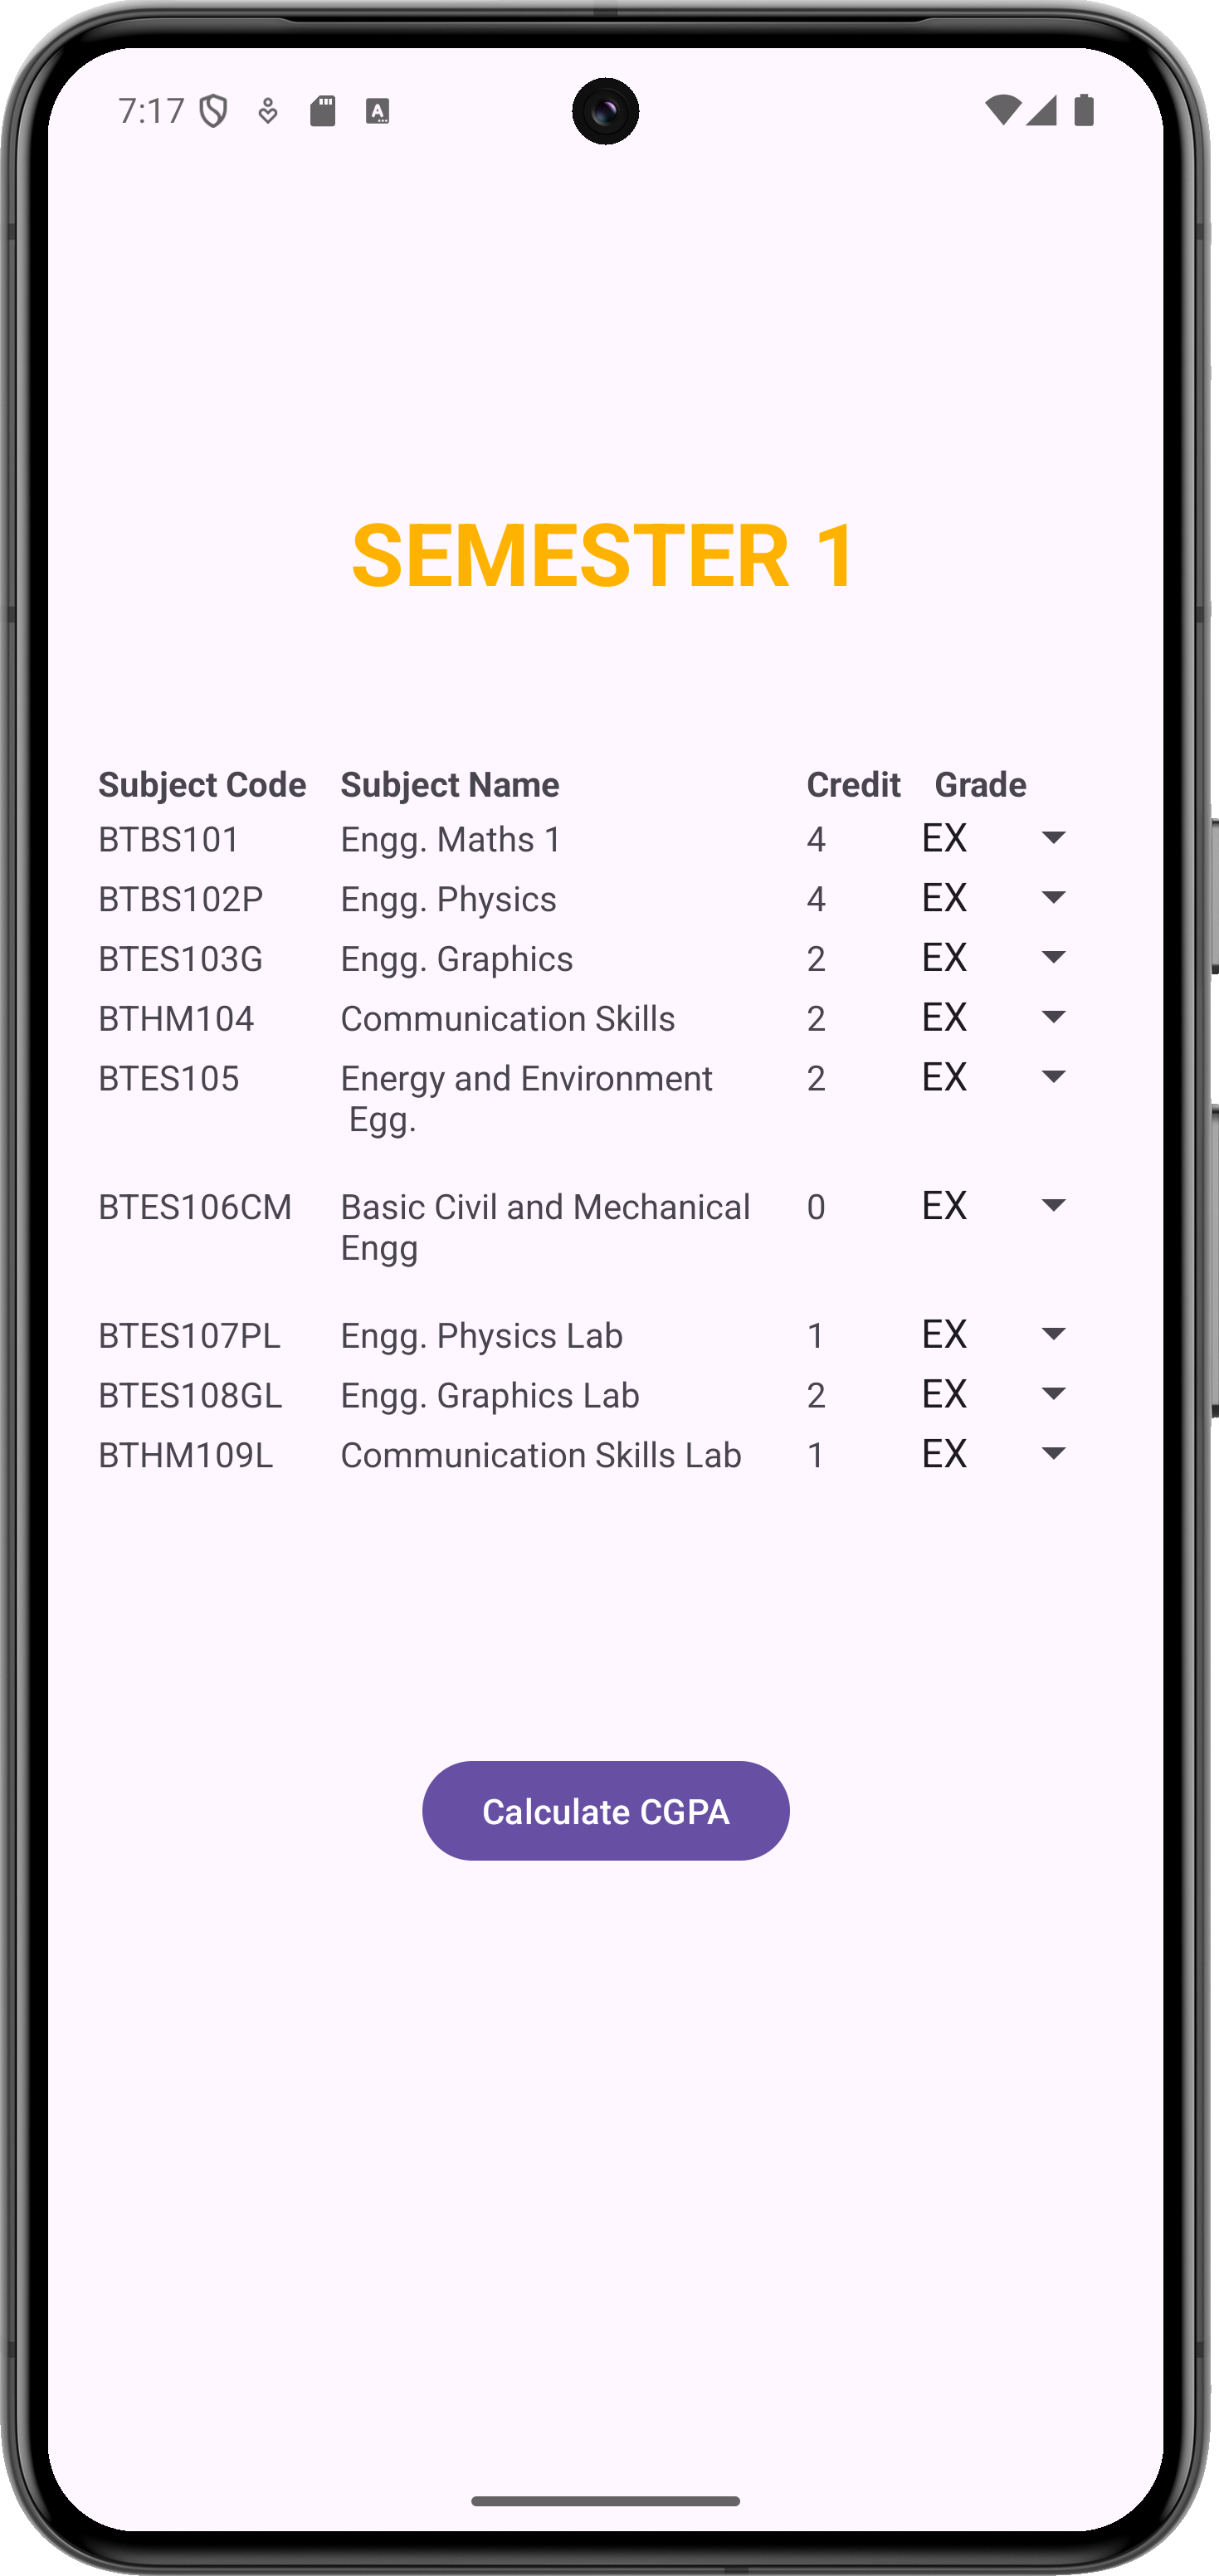 7:17
SEMESTER 1
Subject Code Subject Name Credit Grade
BTBS101 Engg. Maths 1 4 EX
BTBS102P Engg. Physics 4 EX
BTES103G Engg. Graphics 2 EX
BTHM104 Communication Skills 2 EX
BTES105 Energy and Environment 2 EX
Egg.
BTES106CM Basic Civil and Mechanical 0 EX
Engg
BTES107PL Engg. Physics Lab 1 EX
BTES108GL Engg. Graphics Lab 2 EX
BTHM109L Communication Skills Lab 1 EX
Calculate CGPA